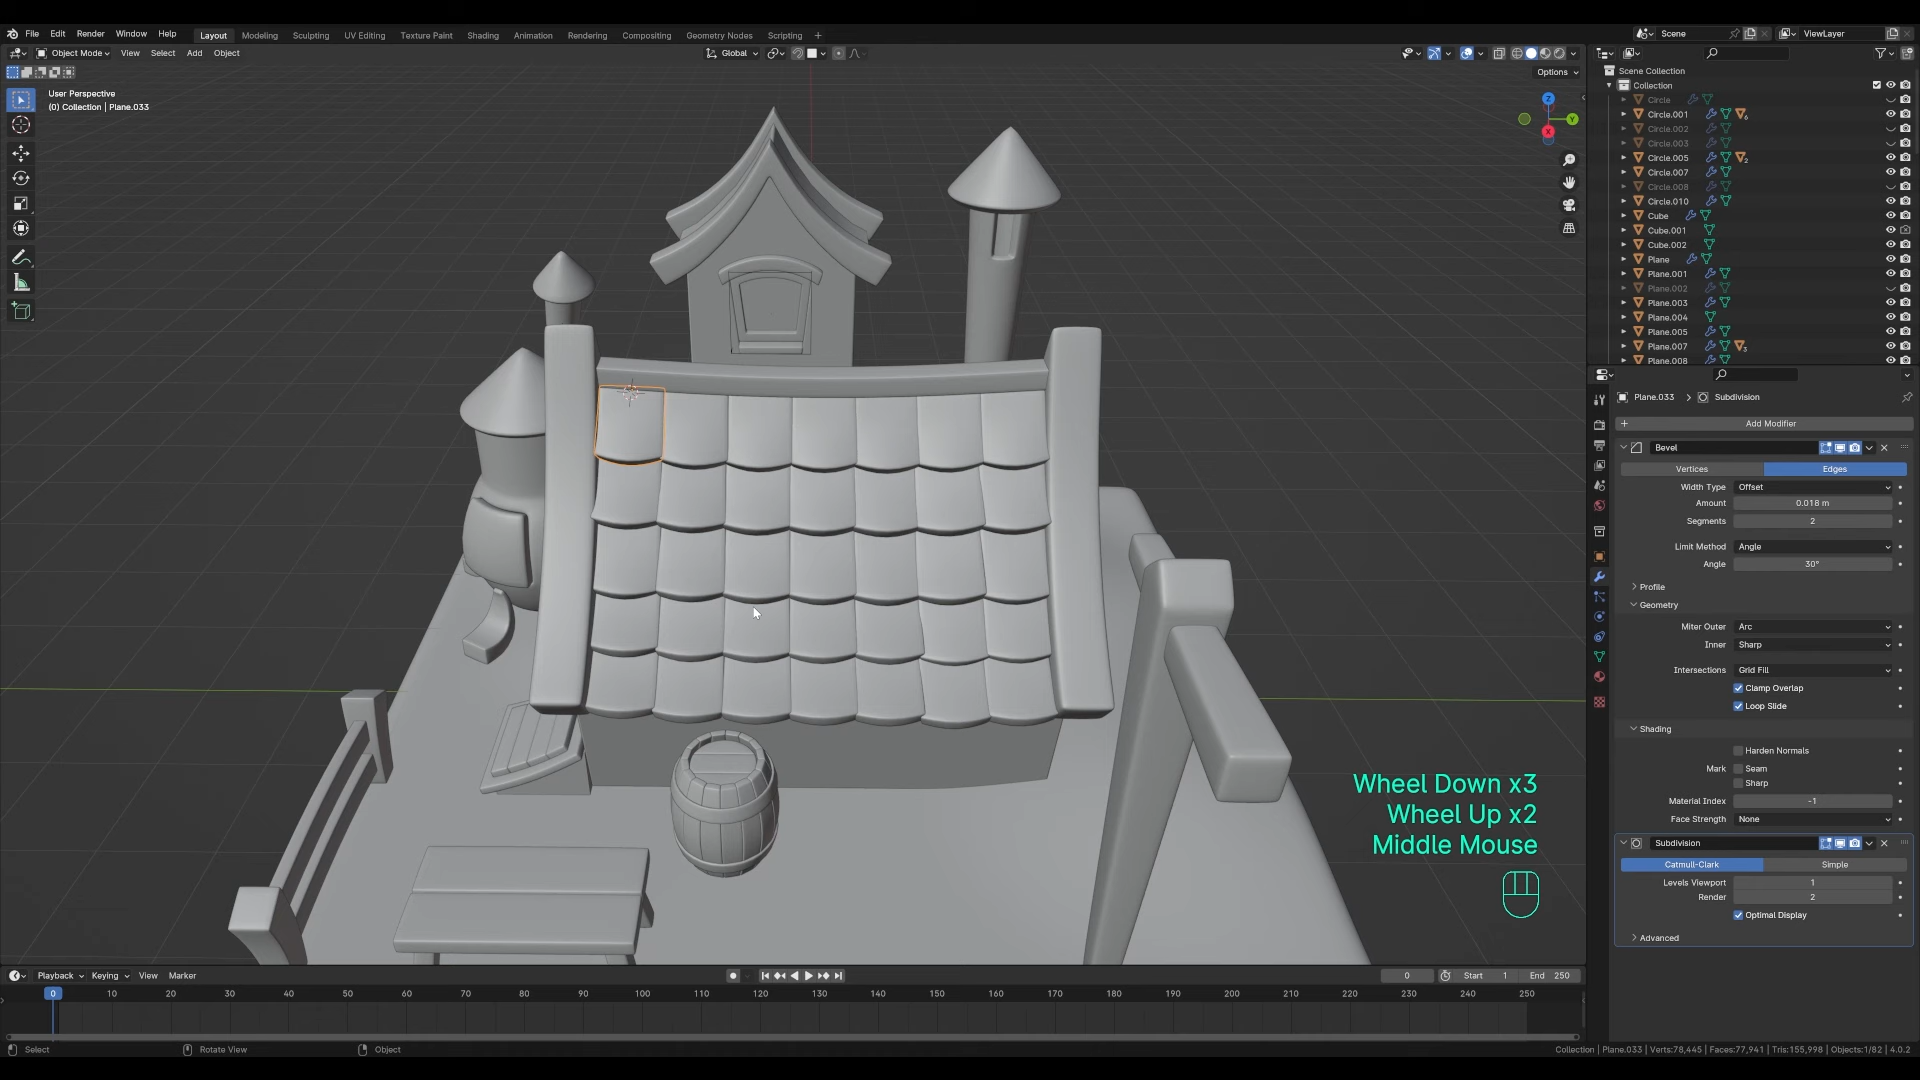 File Edit Render Window Help Layout Modeling Sculpting UV Editing Texture Paint Shading Animation Rendering Compositing Geometry Nodes Scripting + Scene ViewLayer
Object Mode View Select Add Object Global
Options
User Perspective
(0) Collection | Plane.033
Z
Y
X
Scene Collection
Collection
Circle
Circle.001 6
Circle.002
Circle.003
Circle.005 2
Circle.007
Circle.008
Circle.010
Cube
Cube.001
Cube.002
Plane
Plane.001
Plane.002
Plane.003
Plane.004
Plane.005
Plane.007 3
Plane.008
Plane.033 > Subdivision
+ Add Modifier
Bevel
Vertices Edges
Width Type Offset
Amount 0.018 m
Segments 2
Limit Method Angle
Angle 30°
Profile
Geometry
Miter Outer Arc
Inner Sharp
Intersections Grid Fill
Clamp Overlap
Loop Slide
Shading
Harden Normals
Mark Seam
Sharp
Material Index -1
Face Strength None
Subdivision
Catmull-Clark Simple
Levels Viewport 1
Render 2
Optimal Display
Advanced
Wheel Down x3
Wheel Up x2
Middle Mouse
Playback Keying View Marker 0 Start 1 End 250
0 10 20 30 40 50 60 70 80 90 100 110 120 130 140 150 160 170 180 190 200 210 220 230 240 250
Select Rotate View Object Collection | Plane.033 | Verts:78,445 | Faces:77,941 | Tris:155,998 | Objects:1/82 | 4.0.2